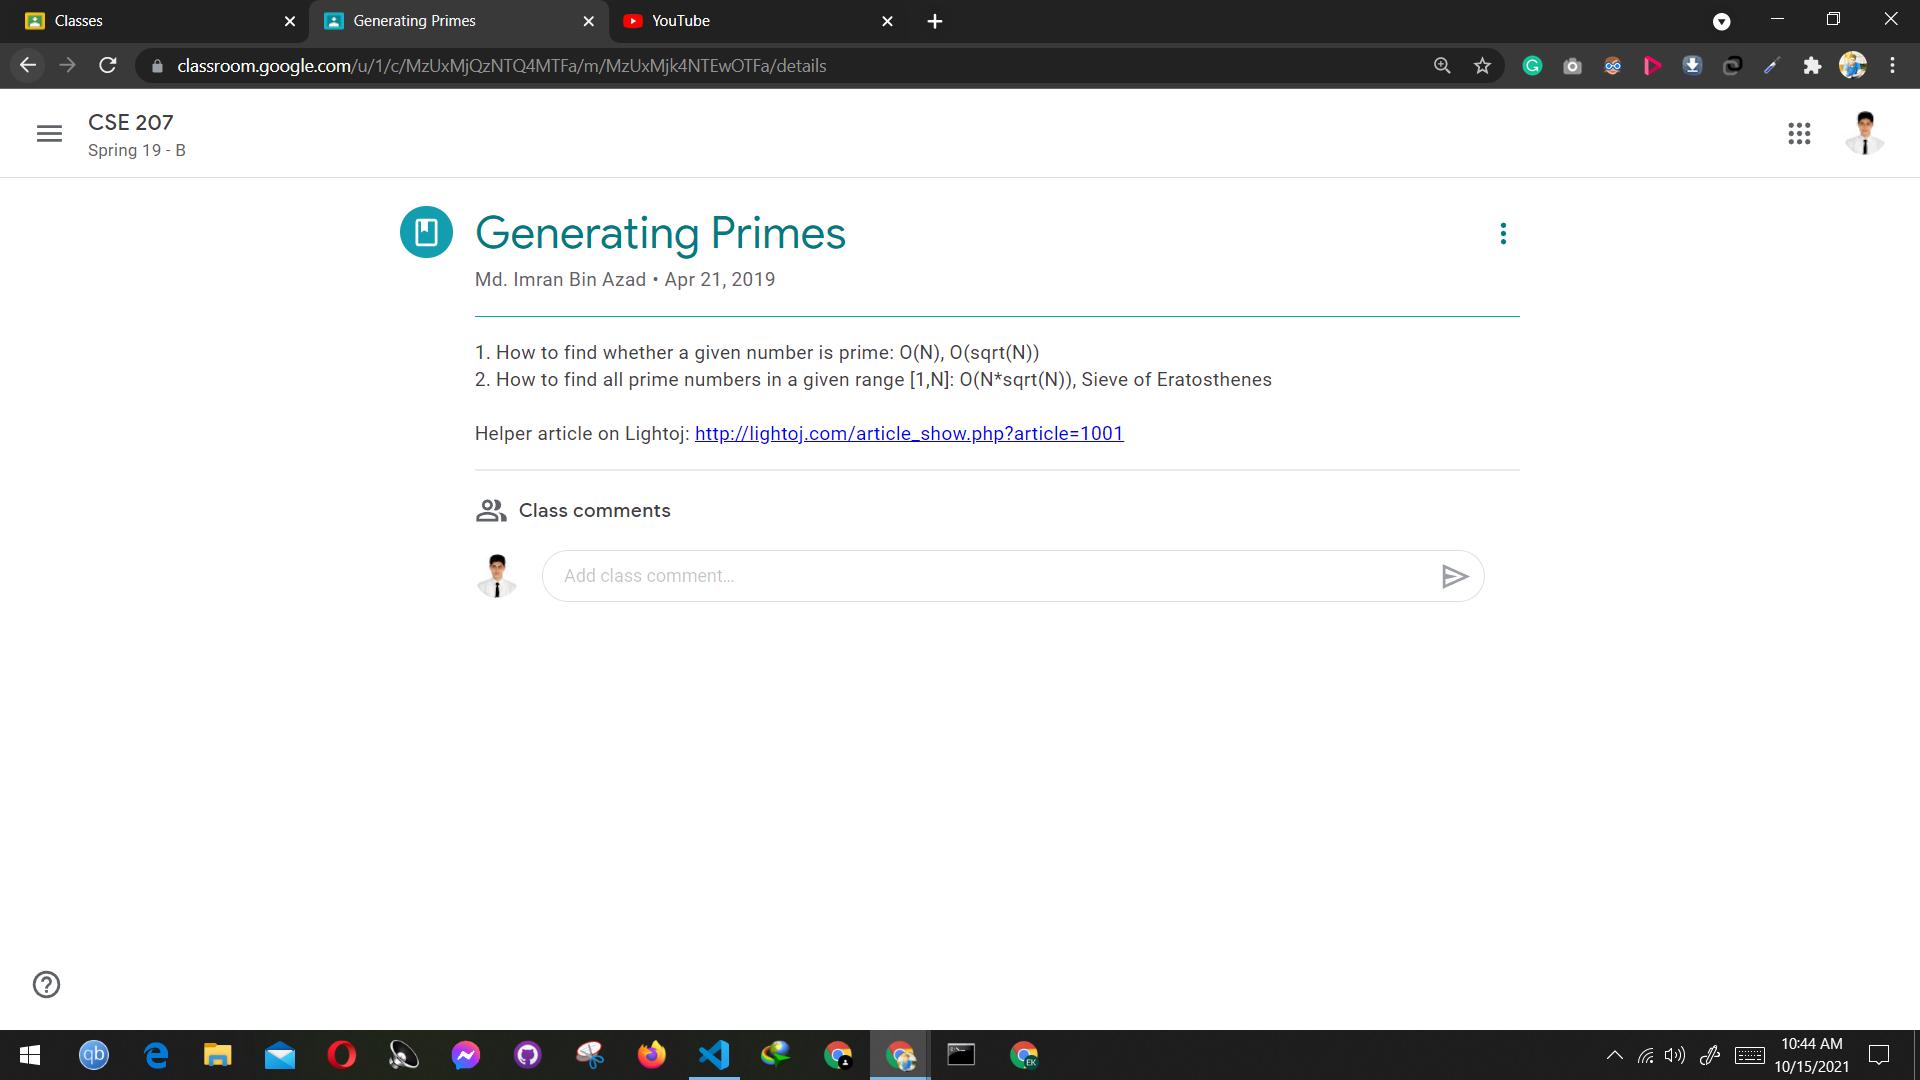 Classes
Generating Primes
YouTube
classroom.google.com/u/1/c/MzUxMjQzNTQ4MTFa/m/MzUxMjk4NTEwOTFa/details
CSE 207
Spring 19 - B
Generating Primes
Md. Imran Bin Azad • Apr 21, 2019
1. How to find whether a given number is prime: O(N), O(sqrt(N))
2. How to find all prime numbers in a given range [1,N]: O(N*sqrt(N)), Sieve of Eratosthenes
Helper article on Lightoj: http://lightoj.com/article_show.php?article=1001
Class comments
Add class comment…
qb
EK
10:44 AM
10/15/2021